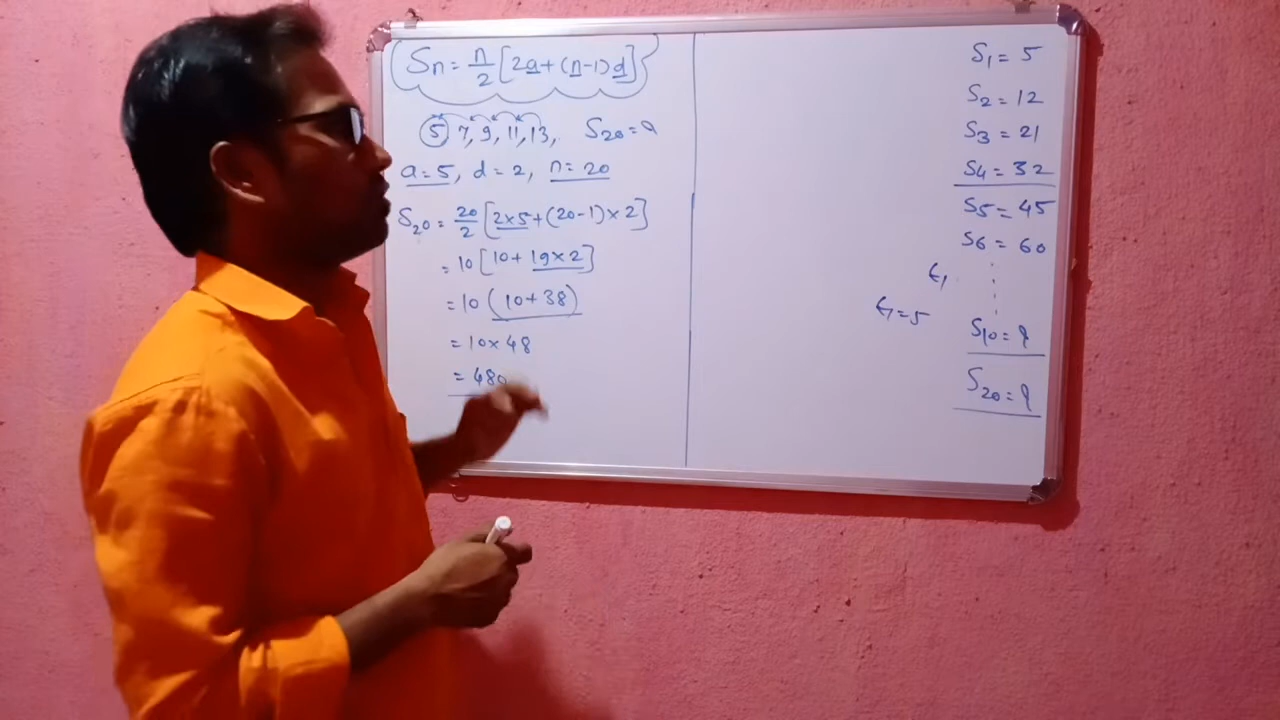 Sn = n/2 [2a+(n-1)d]
5, 7, 9, 11, 13, S20 = ?
a = 5, d = 2, n = 20
S20 = 20/2 [2×5+(20-1)×2]
= 10 [10 + 19×2]
= 10 (10+38)
= 10×48
= 480
S1 = 5
S2 = 12
S3 = 21
S4 = 32
S5 = 45
S6 = 60
t1
t1 = 5
S10 = ?
S20 = ?